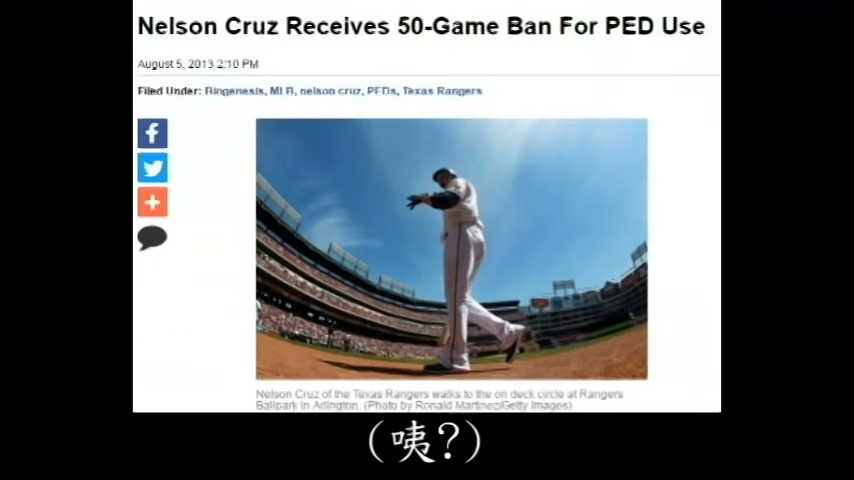 Nelson Cruz Receives 50-Game Ban For PED Use
August 5, 2013 2:10 PM
Filed Under: Biogenesis, MLB, nelson cruz, PEDs, Texas Rangers
Nelson Cruz of the Texas Rangers walks to the on deck circle at Rangers
Ballpark in Arlington. (Photo by Ronald Martinez/Getty Images)
(咦?)